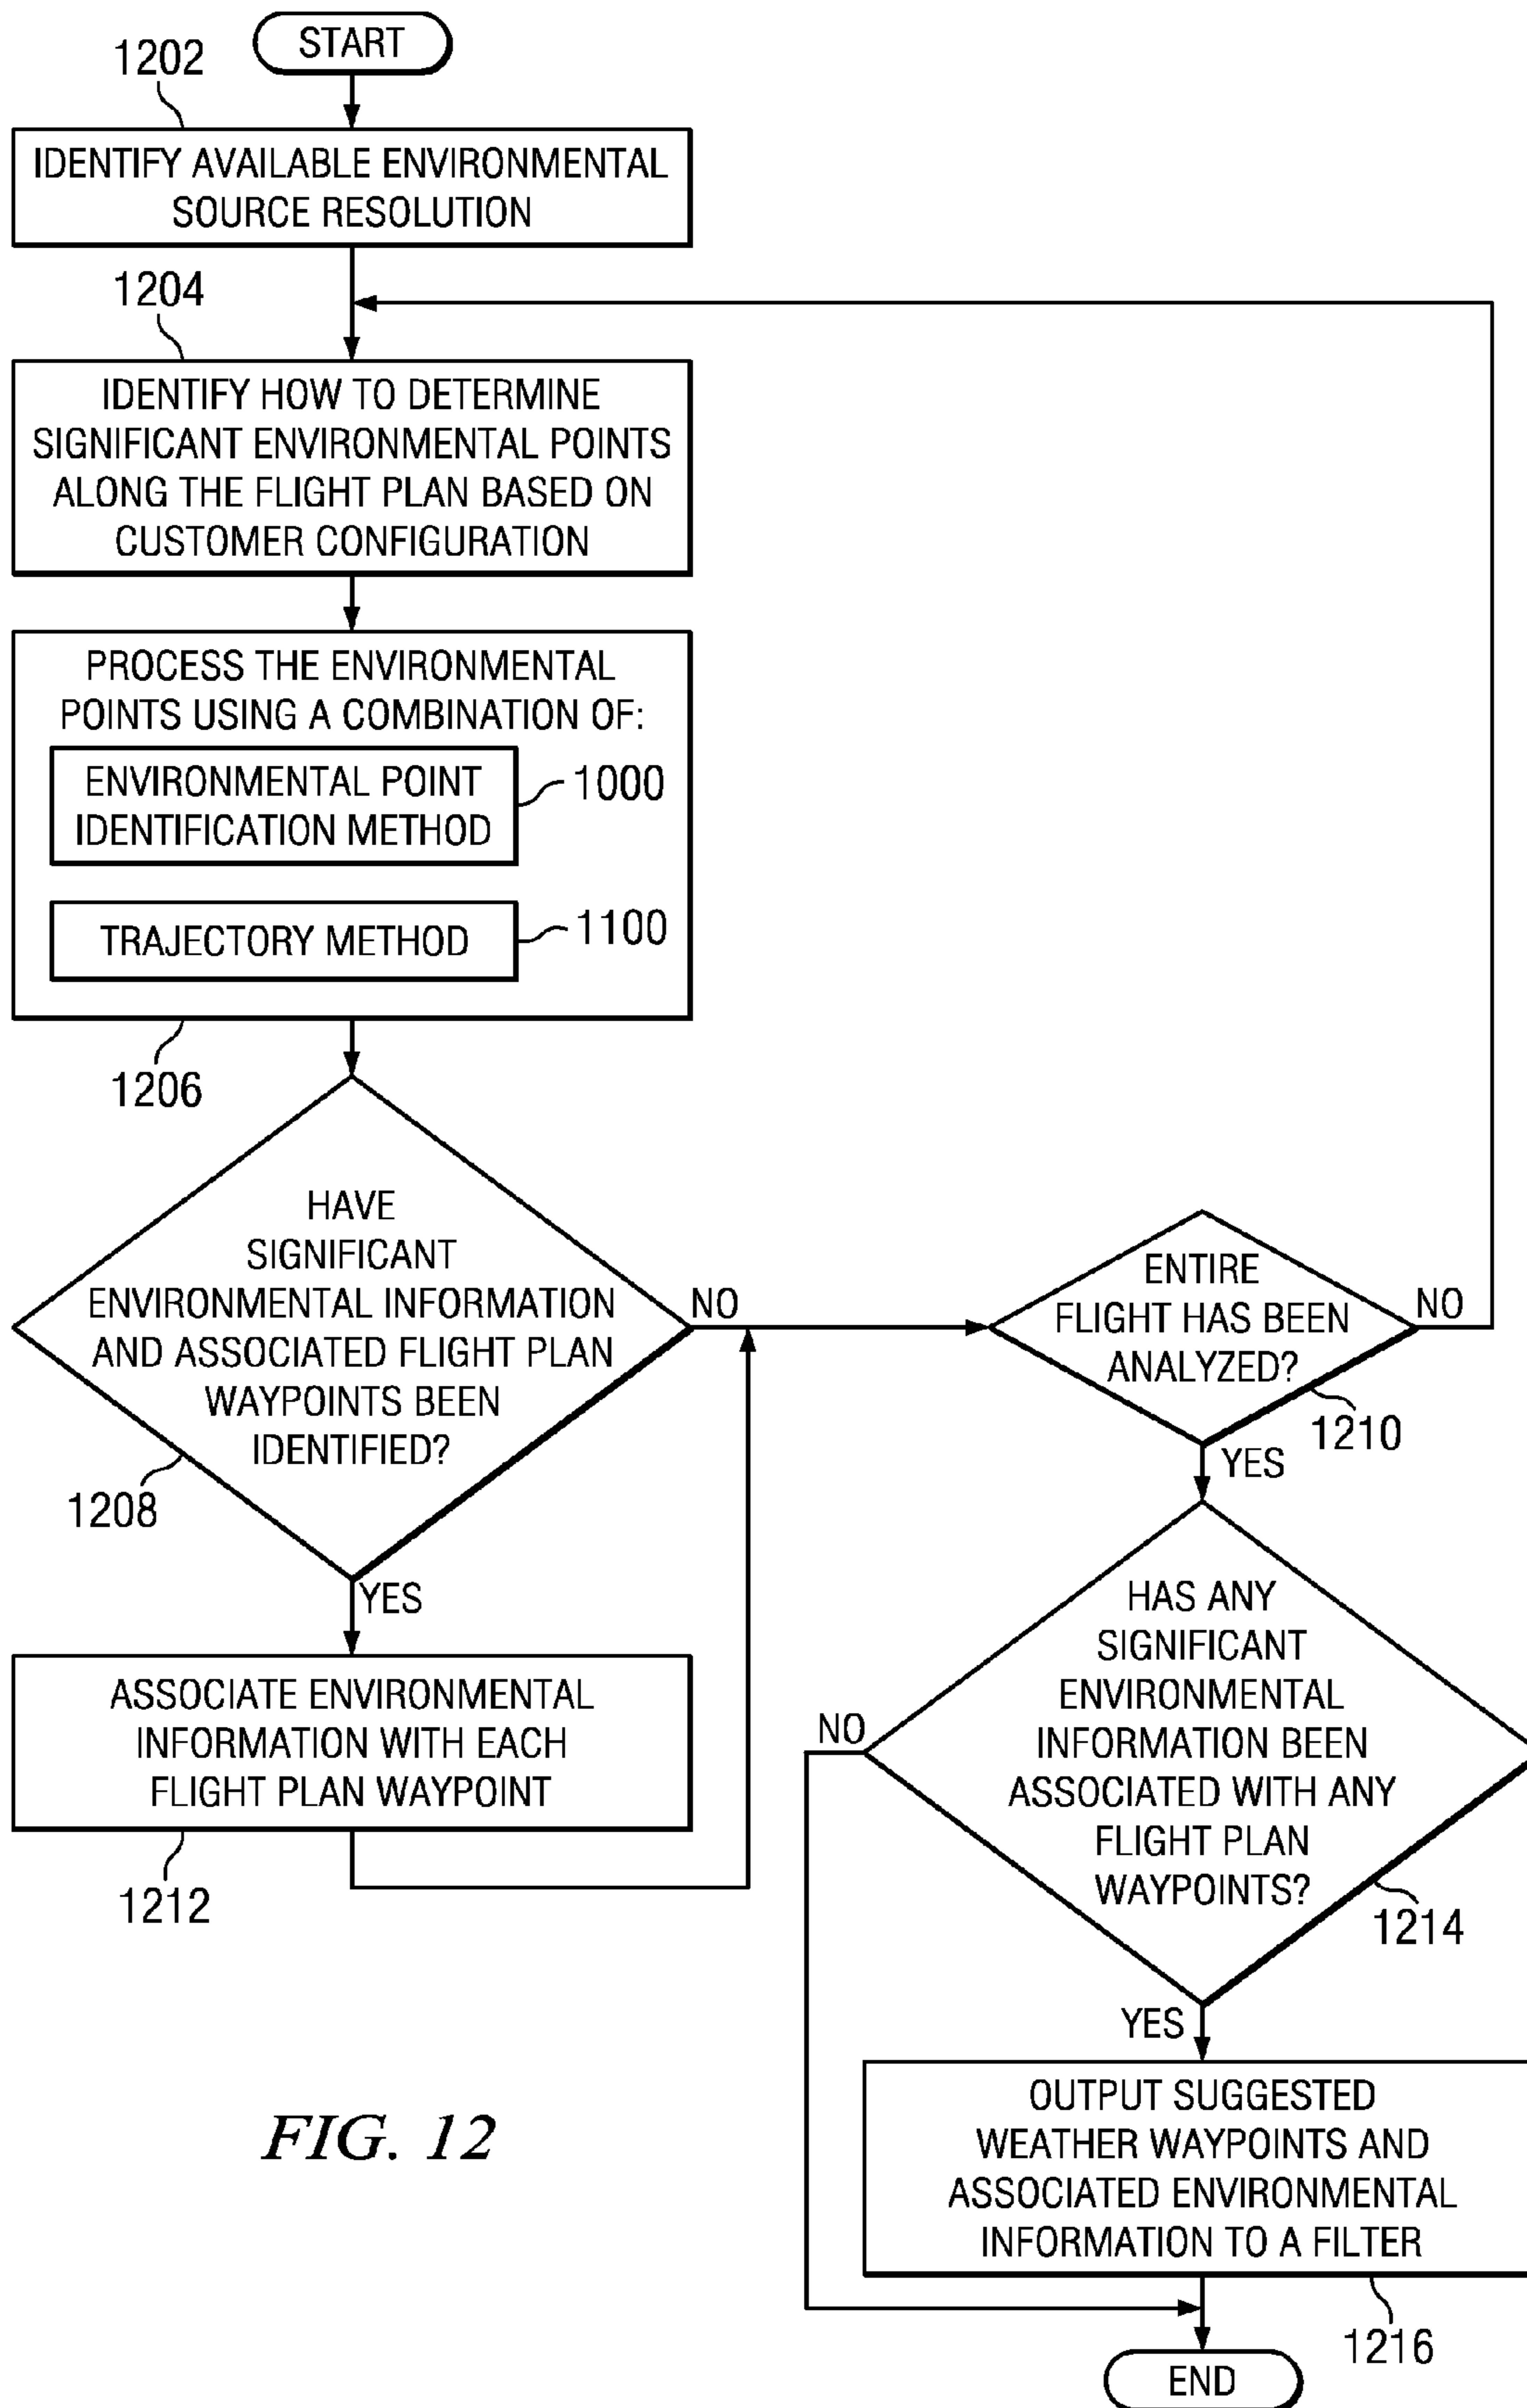 START
1202
IDENTIFY AVAILABLE ENVIRONMENTAL
SOURCE RESOLUTION
1204
IDENTIFY HOW TO DETERMINE
SIGNIFICANT ENVIRONMENTAL POINTS
ALONG THE FLIGHT PLAN BASED ON
CUSTOMER CONFIGURATION
PROCESS THE ENVIRONMENTAL
POINTS USING A COMBINATION OF:
ENVIRONMENTAL POINT
IDENTIFICATION METHOD
1000
TRAJECTORY METHOD
1100
1206
HAVE
SIGNIFICANT
ENVIRONMENTAL INFORMATION
AND ASSOCIATED FLIGHT PLAN
WAYPOINTS BEEN
IDENTIFIED?
NO
1208
YES
ASSOCIATE ENVIRONMENTAL
INFORMATION WITH EACH
FLIGHT PLAN WAYPOINT
1212
ENTIRE
FLIGHT HAS BEEN
ANALYZED?
NO
1210
YES
HAS ANY
SIGNIFICANT
ENVIRONMENTAL
INFORMATION BEEN
ASSOCIATED WITH ANY
FLIGHT PLAN
WAYPOINTS?
NO
1214
YES
OUTPUT SUGGESTED
WEATHER WAYPOINTS AND
ASSOCIATED ENVIRONMENTAL
INFORMATION TO A FILTER
1216
END
FIG. 12